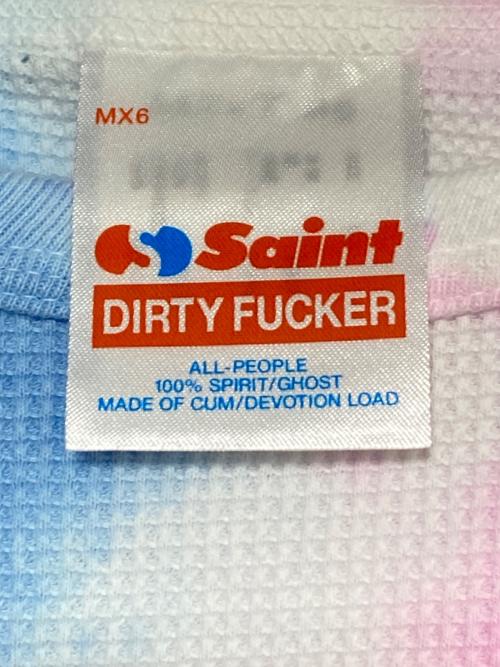 MX6
Saint
DIRTY FUCKER
ALL-PEOPLE
100% SPIRIT/GHOST
MADE OF CUM/DEVOTION LOAD